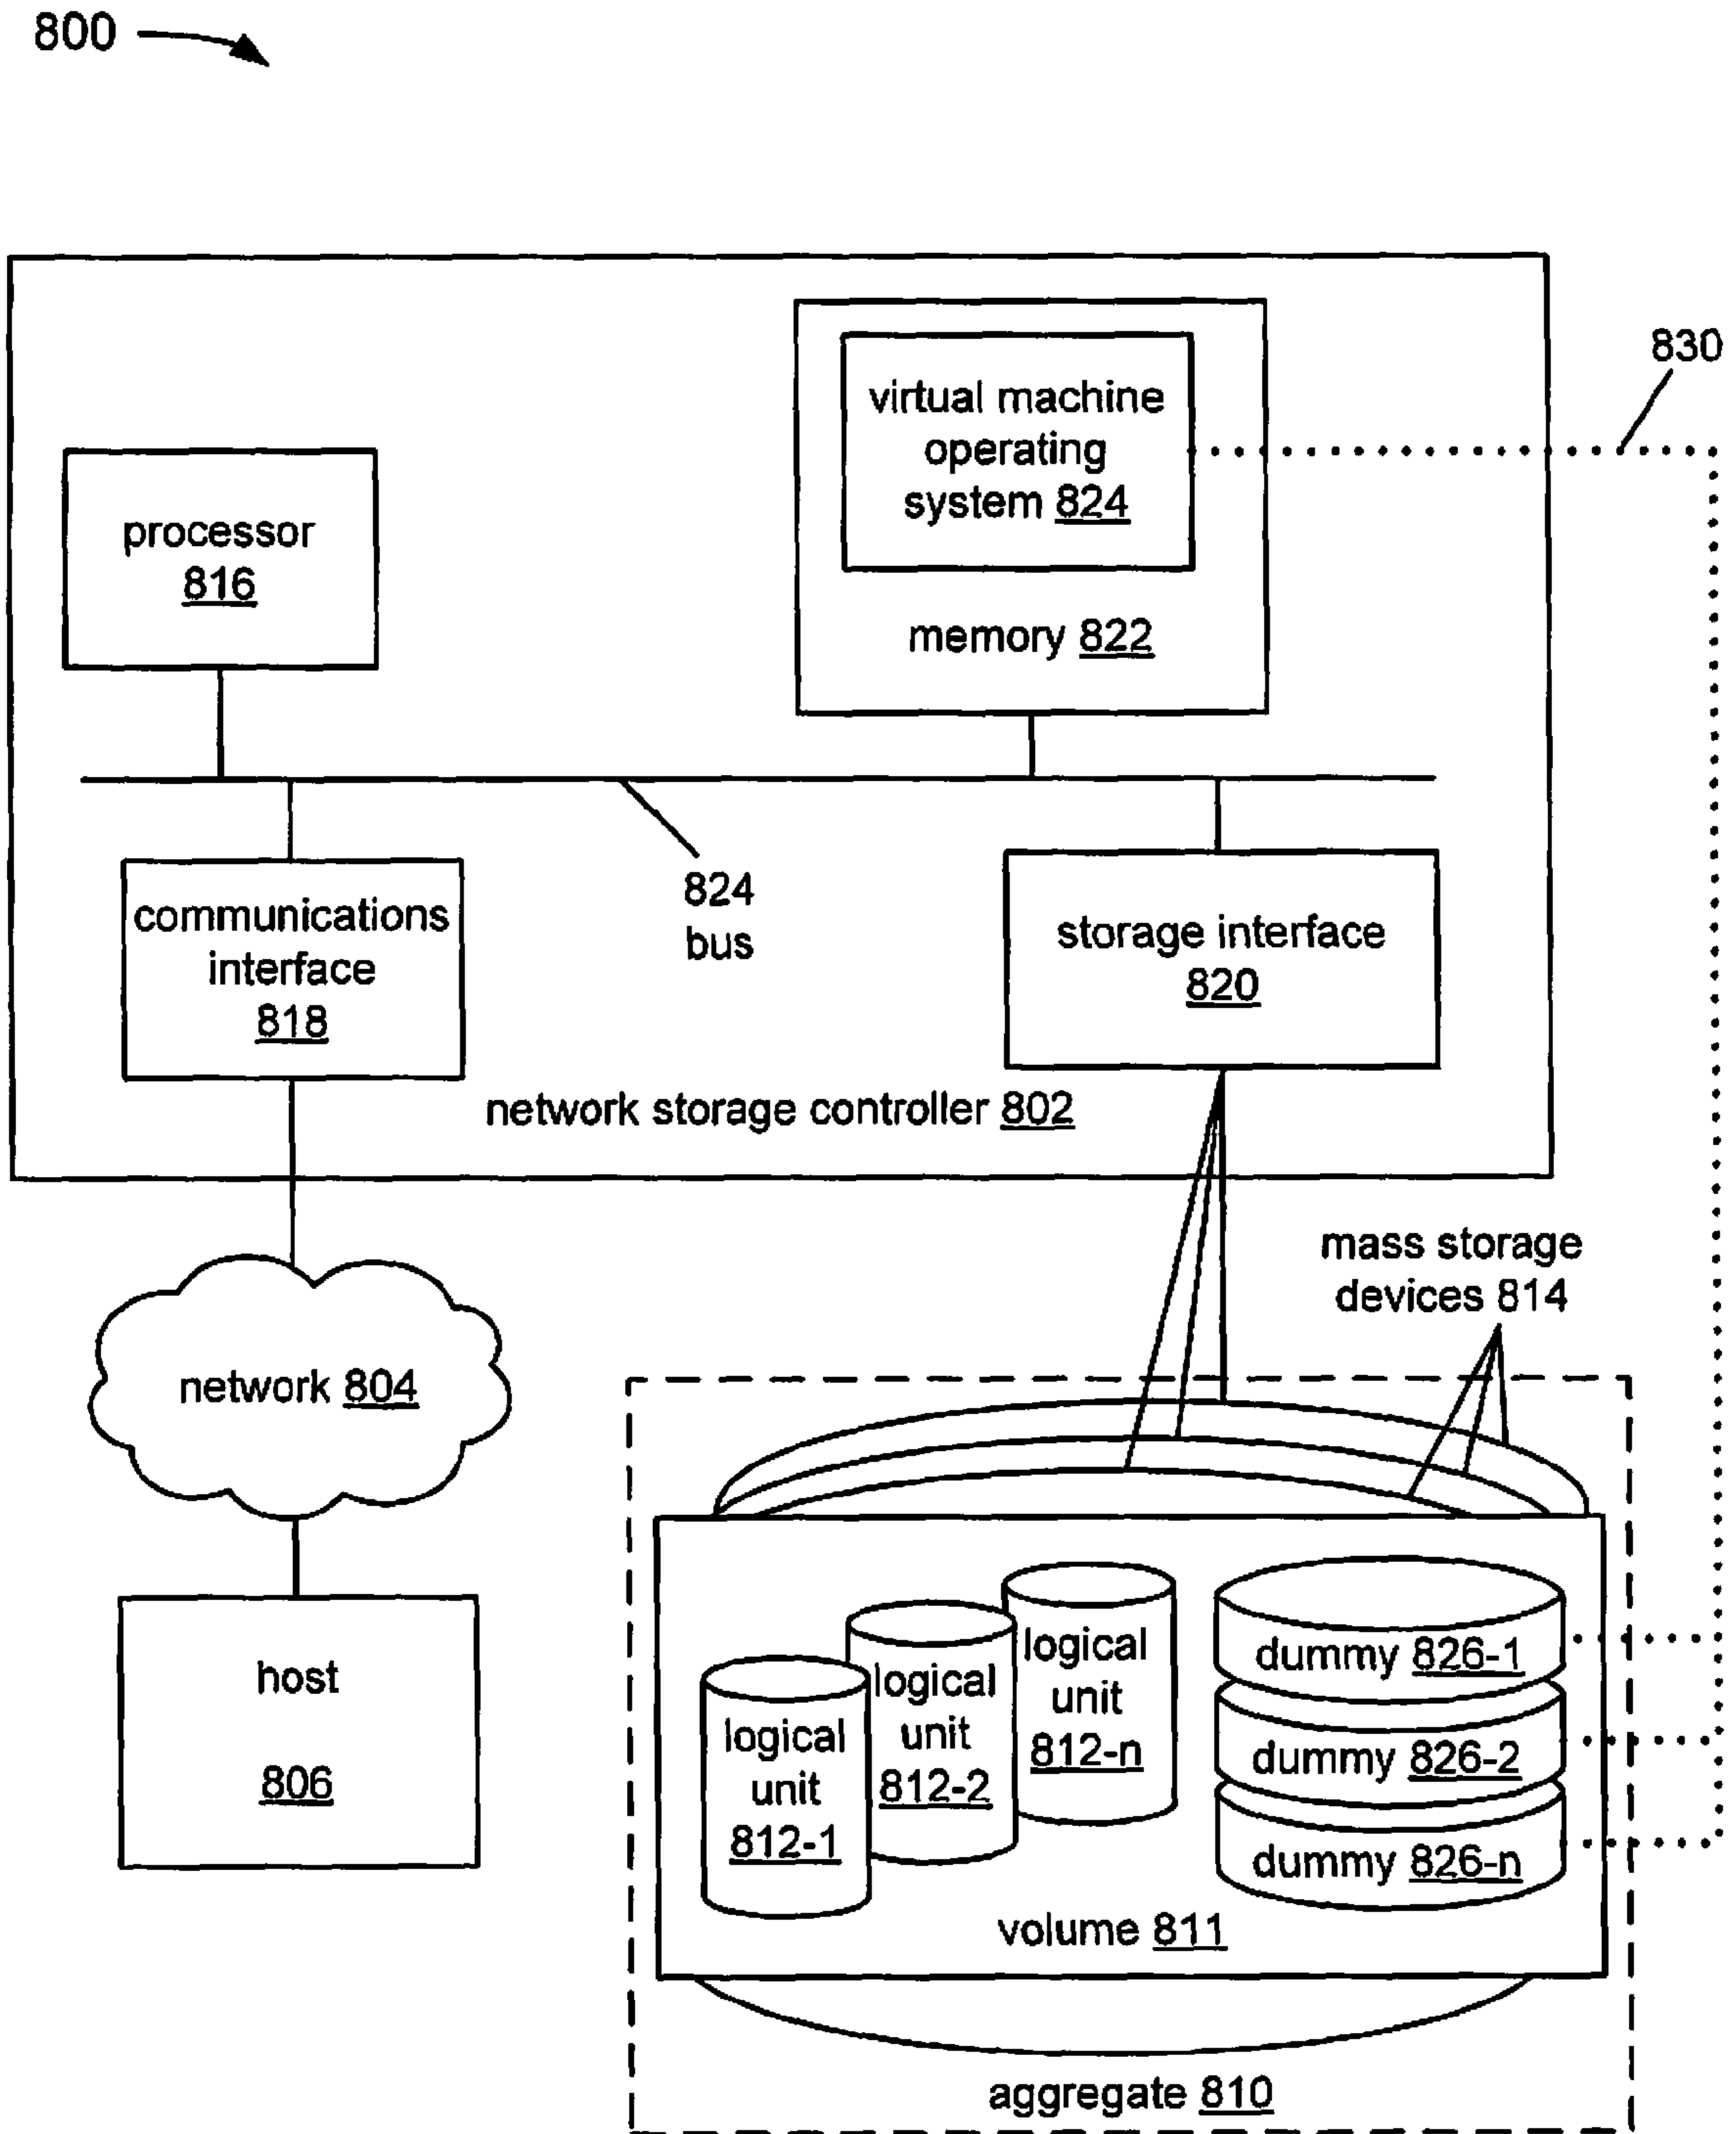 800
830
virtual machine
operating
system 824
memory 822
processor
816
824
bus
communications
interface
818
storage interface
820
network storage controller 802
mass storage
devices 814
network 804
host
806
logical
unit
812-1
logical
unit
812-2
logical
unit
812-n
dummy 826-1
dummy 826-2
dummy 826-n
volume 811
aggregate 810